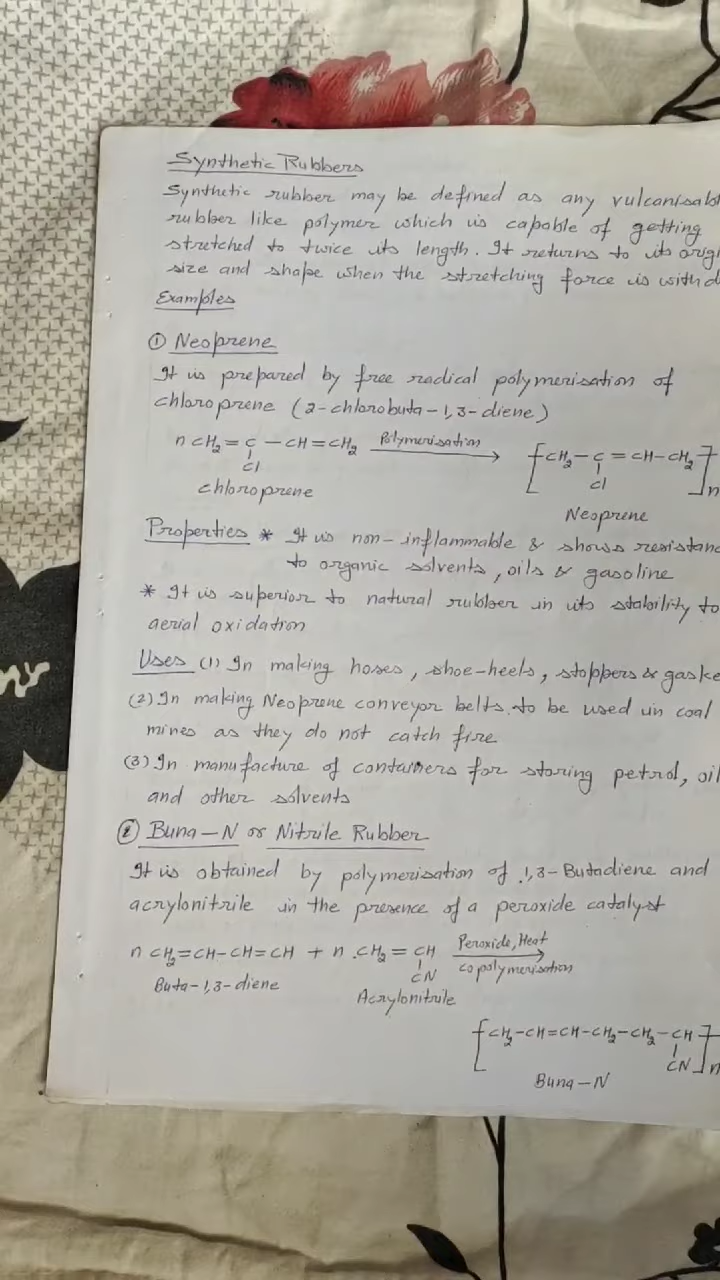 Synthetic Rubbers
Synthetic rubber may be defined as any vulcanisabl
rubber like polymer which is capable of getting
stretched to twice its length. It returns to its orig
size and shape when the stretching force is withd
Examples
① Neoprene
It is prepared by free radical polymerisation of
chloroprene (2-chlorobuta-1,3-diene)
n CH₂=C-CH=CH₂ Polymerisation → [CH₂-C=CH-CH₂]n
Cl Cl
Chloroprene
Neoprene
Properties * It is non-inflammable & shows resistanc
to organic solvents, oils & gasoline
* It is superior to natural rubber in its stability to
aerial oxidation
Uses (1) In making hoses, shoe-heels, stoppers & gaske
(2) In making Neoprene conveyor belts to be used in coal
mines as they do not catch fire
(3) In manufacture of containers for storing petrol, oil
and other solvents
② Buna-N or Nitrile Rubber
It is obtained by polymerisation of 1,3-Butadiene and
acrylonitrile in the presence of a peroxide catalyst
n CH₂=CH-CH=CH + n CH₂=CH Peroxide, Heat →
CN copolymerisation
Buta-1,3-diene Acrylonitrile
[CH₂-CH=CH-CH₂-CH₂-CH]n
CN
Buna-N